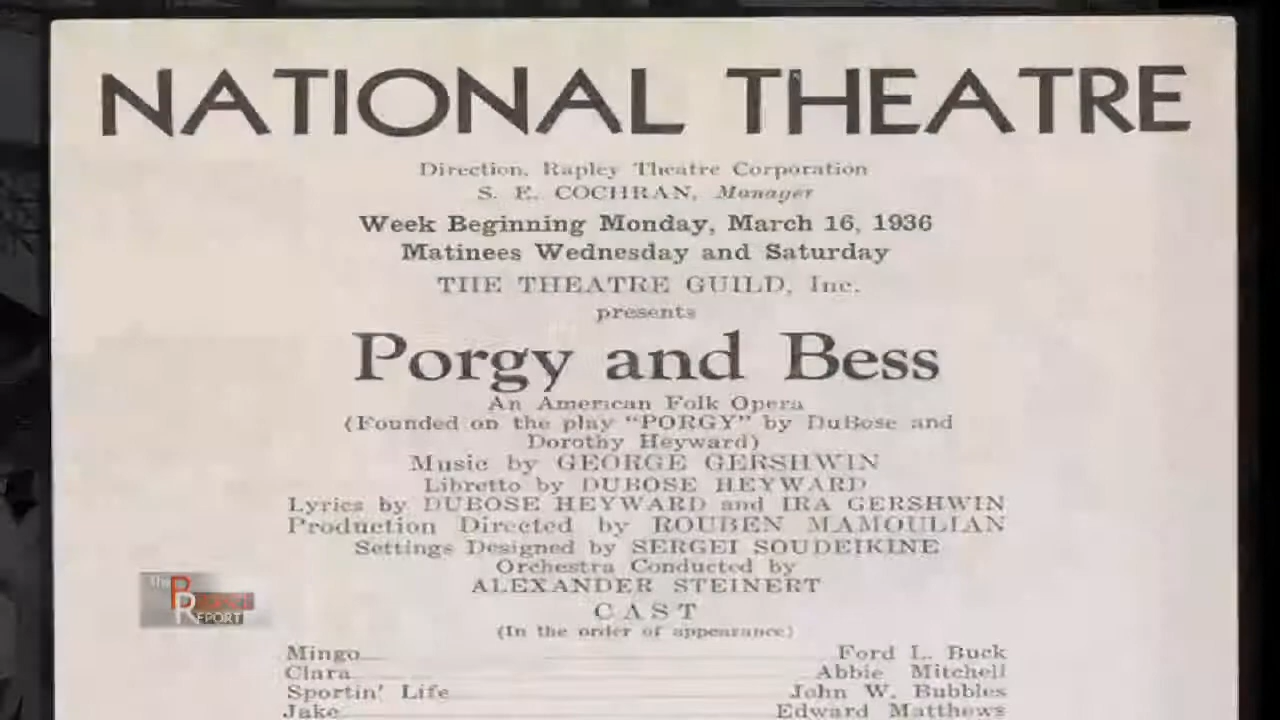 NATIONAL THEATRE
Direction, Rapley Theatre Corporation
S. E. COCHRAN, Manager
Week Beginning Monday, March 16, 1936
Matinees Wednesday and Saturday
THE THEATRE GUILD, Inc.
presents
Porgy and Bess
An American Folk Opera
(Founded on the play "PORGY" by DuBose and
Dorothy Heyward)
Music by GEORGE GERSHWIN
Libretto by DUBOSE HEYWARD
Lyrics by DUBOSE HEYWARD and IRA GERSHWIN
Production Directed by ROUBEN MAMOULIAN
Settings Designed by SERGEI SOUDEIKINE
Orchestra Conducted by
ALEXANDER STEINERT
CAST
(In the order of appearance)
Mingo Ford L. Buck
Clara Abbie Mitchell
Sportin' Life John W. Bubbles
Jake Edward Matthews
The
REPORT